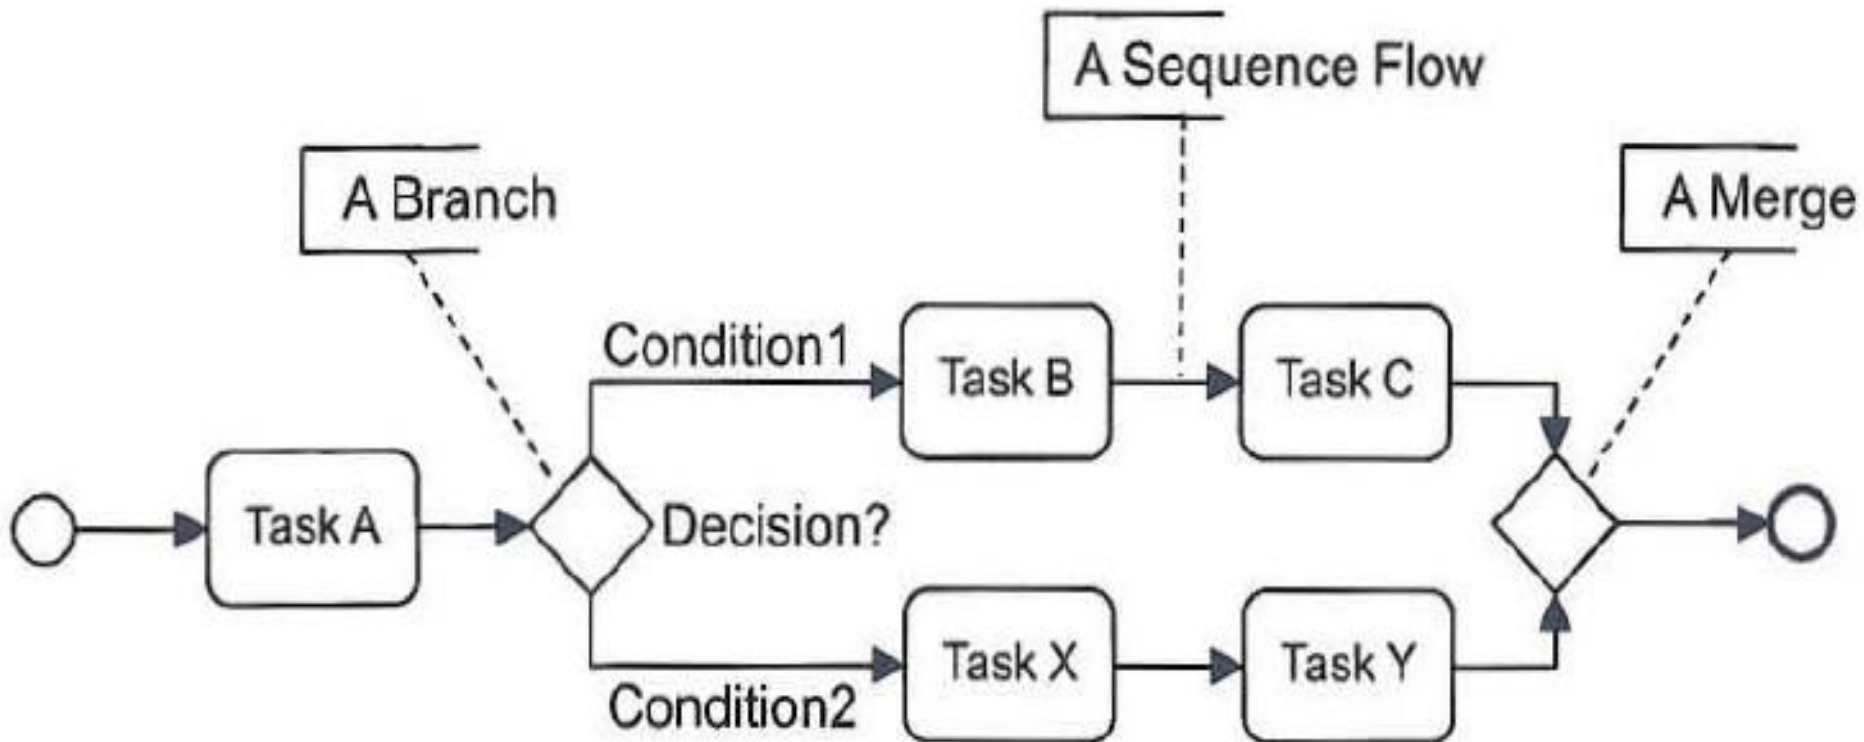 A Sequence Flow
A Branch
A Merge
Condition1
Task B
Task C
Task A
Decision?
Task X
Task Y
Condition2